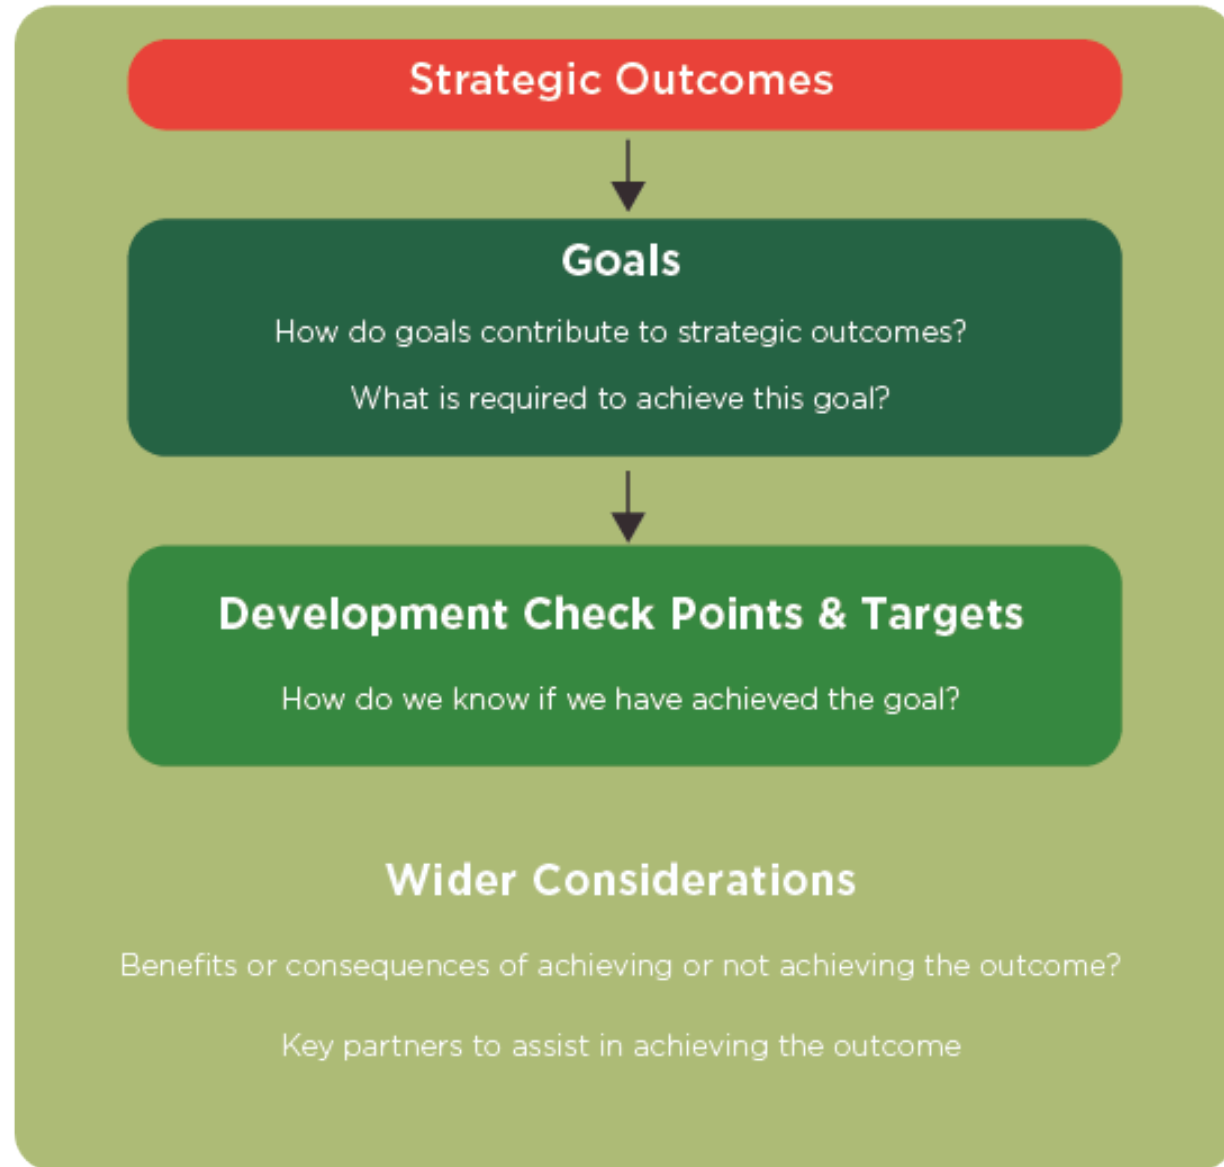 Strategic Outcomes
Goals
How do goals contribute to strategic outcomes?
What is required to achieve this goal?
Development Check Points & Targets
How do we know if we have achieved the goal?
Wider Considerations
Benefits or consequences of achieving or not achieving the outcome?
Key partners to assist in achieving the outcome